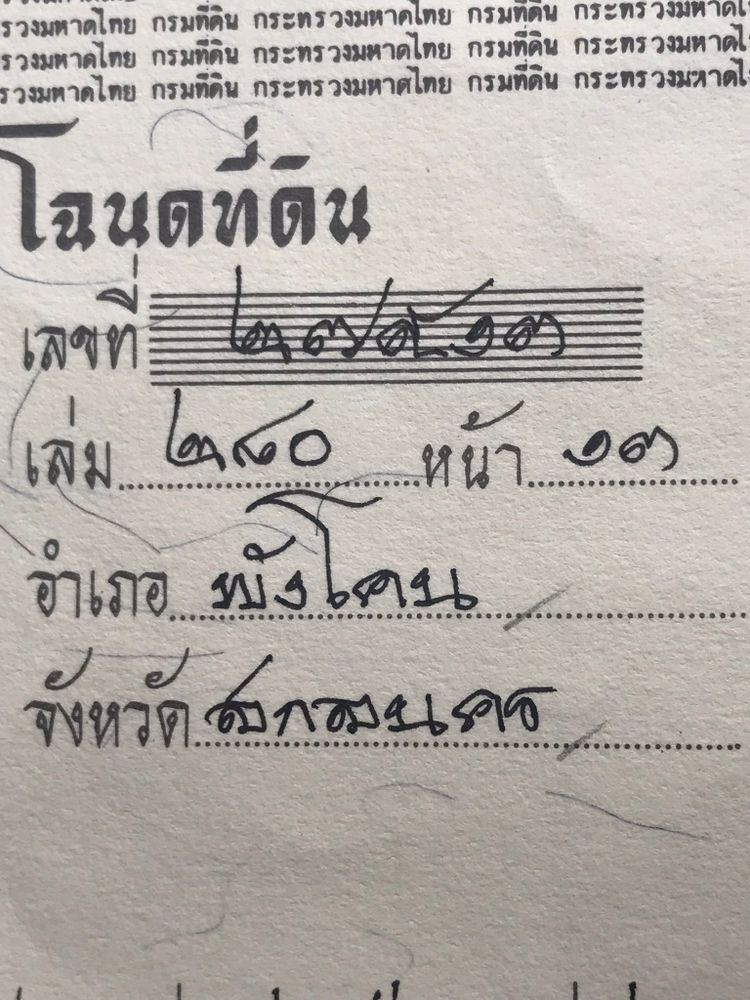 รวงมหาดไทย กรมที่ดิน กระทรวงมหาดไทย กรมที่ดิน กระทรวงมหาดไ
รวงมหาดไทย กรมที่ดิน กระทรวงมหาดไทย กรมที่ดิน กระทรวงมหาดไ
รวงมหาดไทย กรมที่ดิน กระทรวงมหาดไทย กรมที่ดิน กระทรวงมหาดไ
โฉนดที่ดิน
เลขที่ ๒๗๕๑๓
เล่ม ๒๘๐ หน้า ๑๓
อำเภอ พังโคน
จังหวัด สกลนคร